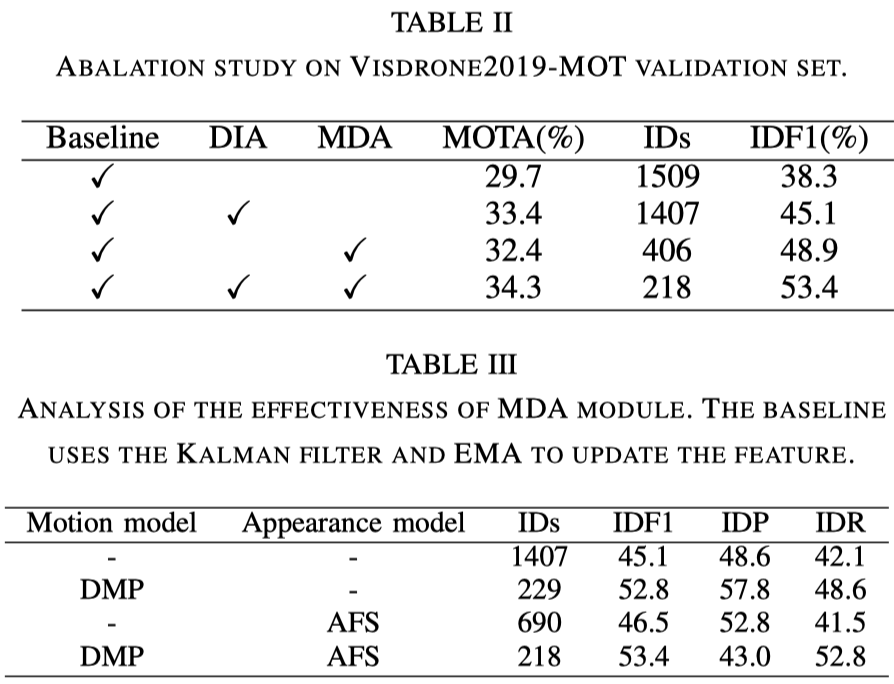 TABLE II
ABALATION STUDY ON VISDRONE2019-MOT VALIDATION SET.
Baseline DIA MDA MOTA(%) IDs IDF1(%)
✓ 29.7 1509 38.3
✓ ✓ 33.4 1407 45.1
✓ ✓ 32.4 406 48.9
✓ ✓ ✓ 34.3 218 53.4
TABLE III
ANALYSIS OF THE EFFECTIVENESS OF MDA MODULE. THE BASELINE
USES THE KALMAN FILTER AND EMA TO UPDATE THE FEATURE.
Motion model Appearance model IDs IDF1 IDP IDR
- - 1407 45.1 48.6 42.1
DMP - 229 52.8 57.8 48.6
- AFS 690 46.5 52.8 41.5
DMP AFS 218 53.4 43.0 52.8